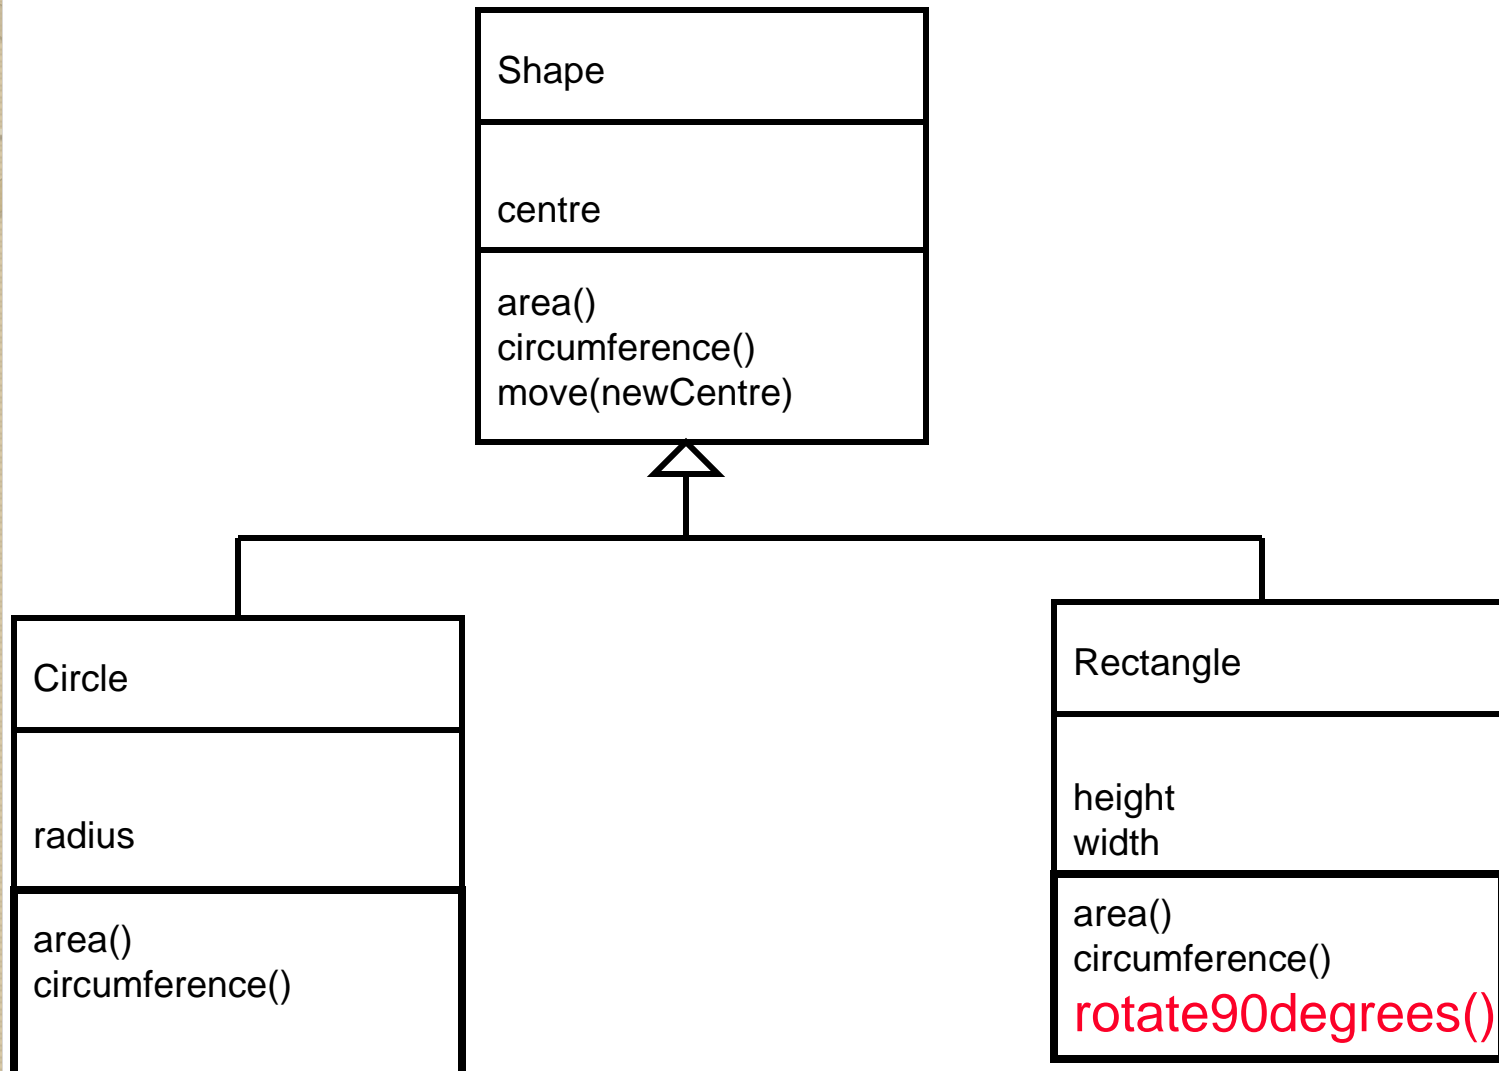 Shape
centre
area()
circumference()
move(newCentre)
Circle
radius
area()
circumference()
Rectangle
height
width
area()
circumference()
rotate90degrees()